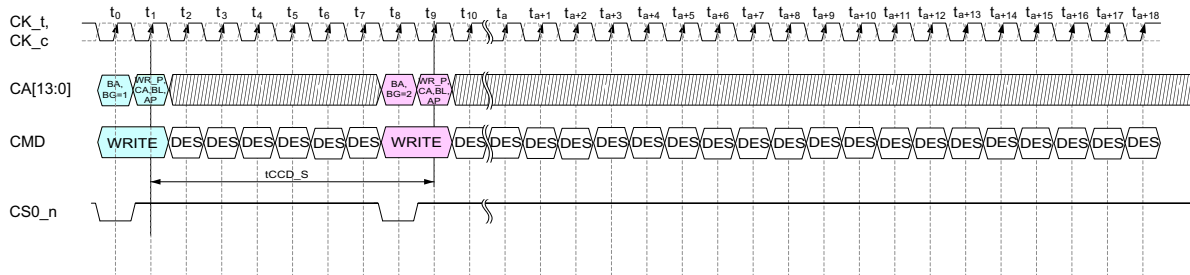 CK_t,
CK_c
t0 t1 t2 t3 t4 t5 t6 t7 t8 t9 t10 ta ta+1 ta+2 ta+3 ta+4 ta+5 ta+6 ta+7 ta+8 ta+9 ta+10 ta+11 ta+12 ta+13 ta+14 ta+15 ta+16 ta+17 ta+18
CA[13:0]
BA,
BG=1
WR_P,
CA,BL,
AP
BA,
BG=2
WR_P,
CA,BL,
AP
CMD WRITE DES DES DES DES DES DES WRITE DES DES DES DES DES DES DES DES DES DES DES DES DES DES DES DES DES DES DES DES
tCCD_S
CS0_n